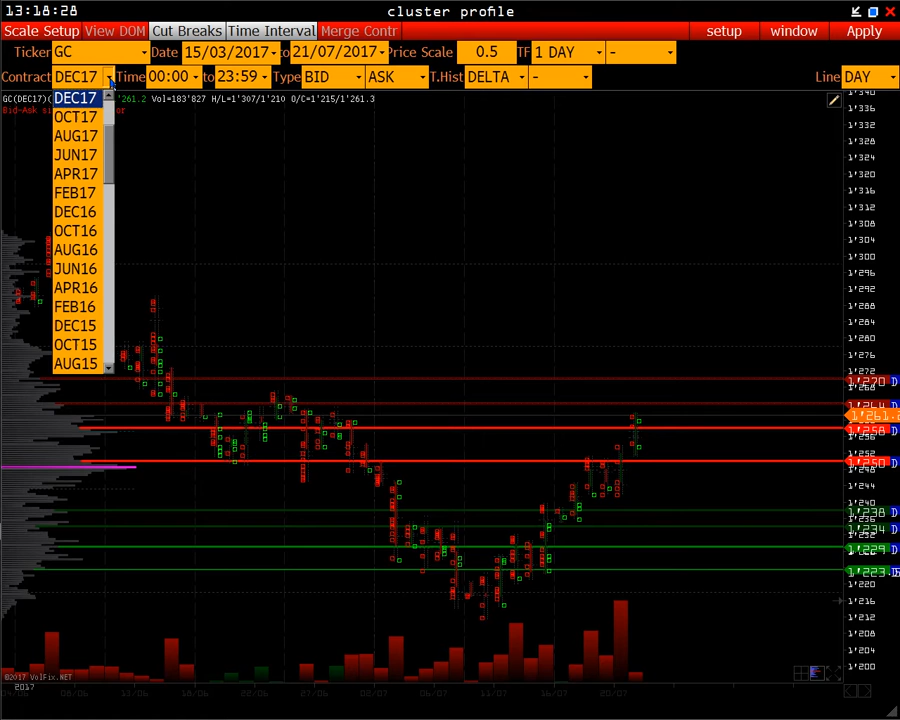 13:18:28 cluster profile
Scale Setup View DOM Cut Breaks Time Interval Merge Contr setup window Apply
Ticker GC Date 15/03/2017 to 21/07/2017 Price Scale 0.5 TF 1 DAY -
Contract DEC17 Time 00:00 to 23:59 Type BID ASK T.Hist DELTA - Line DAY
GC(DEC17)( 261.2 Vol=183'827 H/L=1'307/1'210 O/C=1'215/1'261.3
Bid-Ask or
DEC17
OCT17
AUG17
JUN17
APR17
FEB17
DEC16
OCT16
AUG16
JUN16
APR16
FEB16
DEC15
OCT15
AUG15
1'340
1'336
1'332
1'328
1'324
1'320
1'316
1'312
1'308
1'304
1'300
1'296
1'292
1'288
1'284
1'280
1'276
1'272
1'270 D
1'268
1'264 D
1'261.
1'258 D
1'256
1'252
1'250 D
1'248
1'244
1'240
1'238 D
1'236
1'234 D
1'232
1'229 D
1'223.5
1'220
1'216
1'212
1'208
1'204
1'200
©2017 VolFix.NET
2017
04/06 08/06 13/06 18/06 22/06 27/06 02/07 07/07 11/07 16/07 20/07